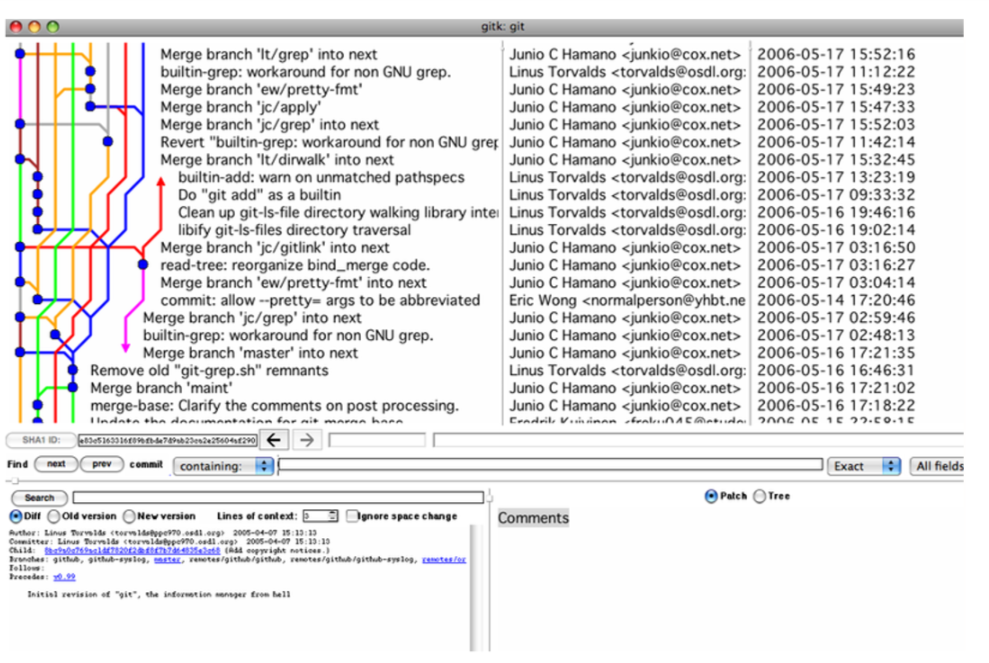 gitk: git
Merge branch 'lt/grep' into next Junio C Hamano <junkio@cox.net> 2006-05-17 15:52:16
builtin-grep: workaround for non GNU grep. Linus Torvalds <torvalds@osdl.org: 2006-05-17 11:12:22
Merge branch 'ew/pretty-fmt' Junio C Hamano <junkio@cox.net> 2006-05-17 15:49:23
Merge branch 'jc/apply' Junio C Hamano <junkio@cox.net> 2006-05-17 15:47:33
Merge branch 'jc/grep' into next Junio C Hamano <junkio@cox.net> 2006-05-17 15:52:03
Revert "builtin-grep: workaround for non GNU grep Linus Torvalds <torvalds@osdl.org: 2006-05-17 11:42:14
Merge branch 'lt/dirwalk' into next Junio C Hamano <junkio@cox.net> 2006-05-17 15:32:45
builtin-add: warn on unmatched pathspecs Linus Torvalds <torvalds@osdl.org: 2006-05-17 13:23:19
Do "git add" as a builtin Linus Torvalds <torvalds@osdl.org: 2006-05-17 09:33:32
Clean up git-ls-file directory walking library inte Linus Torvalds <torvalds@osdl.org: 2006-05-16 19:46:16
libify git-ls-files directory traversal Linus Torvalds <torvalds@osdl.org: 2006-05-16 19:02:14
Merge branch 'jc/gitlink' into next Junio C Hamano <junkio@cox.net> 2006-05-17 03:16:50
read-tree: reorganize bind_merge code. Junio C Hamano <junkio@cox.net> 2006-05-17 03:16:27
Merge branch 'ew/pretty-fmt' into next Junio C Hamano <junkio@cox.net> 2006-05-17 03:04:14
commit: allow --pretty= args to be abbreviated Eric Wong <normalperson@yhbt.ne 2006-05-14 17:20:46
Merge branch 'jc/grep' into next Junio C Hamano <junkio@cox.net> 2006-05-17 02:59:46
builtin-grep: workaround for non GNU grep. Junio C Hamano <junkio@cox.net> 2006-05-17 02:48:13
Merge branch 'master' into next Junio C Hamano <junkio@cox.net> 2006-05-16 17:21:35
Remove old "git-grep.sh" remnants Linus Torvalds <torvalds@osdl.org: 2006-05-16 16:46:31
Merge branch 'maint' Junio C Hamano <junkio@cox.net> 2006-05-16 17:21:02
merge-base: Clarify the comments on post processing. Junio C Hamano <junkio@cox.net> 2006-05-16 17:18:22
Update the documentation for git-merge-base Fredrik Kuivinen <freku045@stude 2006-05-15 22:58:15
SHA1 ID: e83c5163316f89bfbde7d9ab23ca2e25604af290
Find next prev commit containing: Exact All fields
Search
Diff Old version New version Lines of context: 3 Ignore space change
Author: Linus Torvalds <torvalds@ppc970.osdl.org> 2005-04-07 15:13:13
Committer: Linus Torvalds <torvalds@ppc970.osdl.org> 2005-04-07 15:13:13
Child: (Add copyright notices.)
Branches: github, github-syslog, master, remotes/github/github, remotes/github/github-syslog, remotes/or
Follows:
Precedes: v0.99
Initial revision of "git", the information manager from hell
Patch Tree
Comments